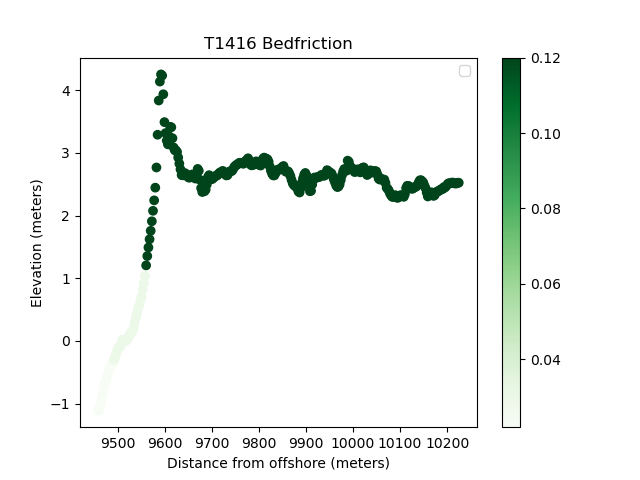 T1416 Bedfriction
Elevation (meters)
4
3
2
1
0
−1
9500 9600 9700 9800 9900 10000 10100 10200
Distance from offshore (meters)
0.12
0.10
0.08
0.06
0.04